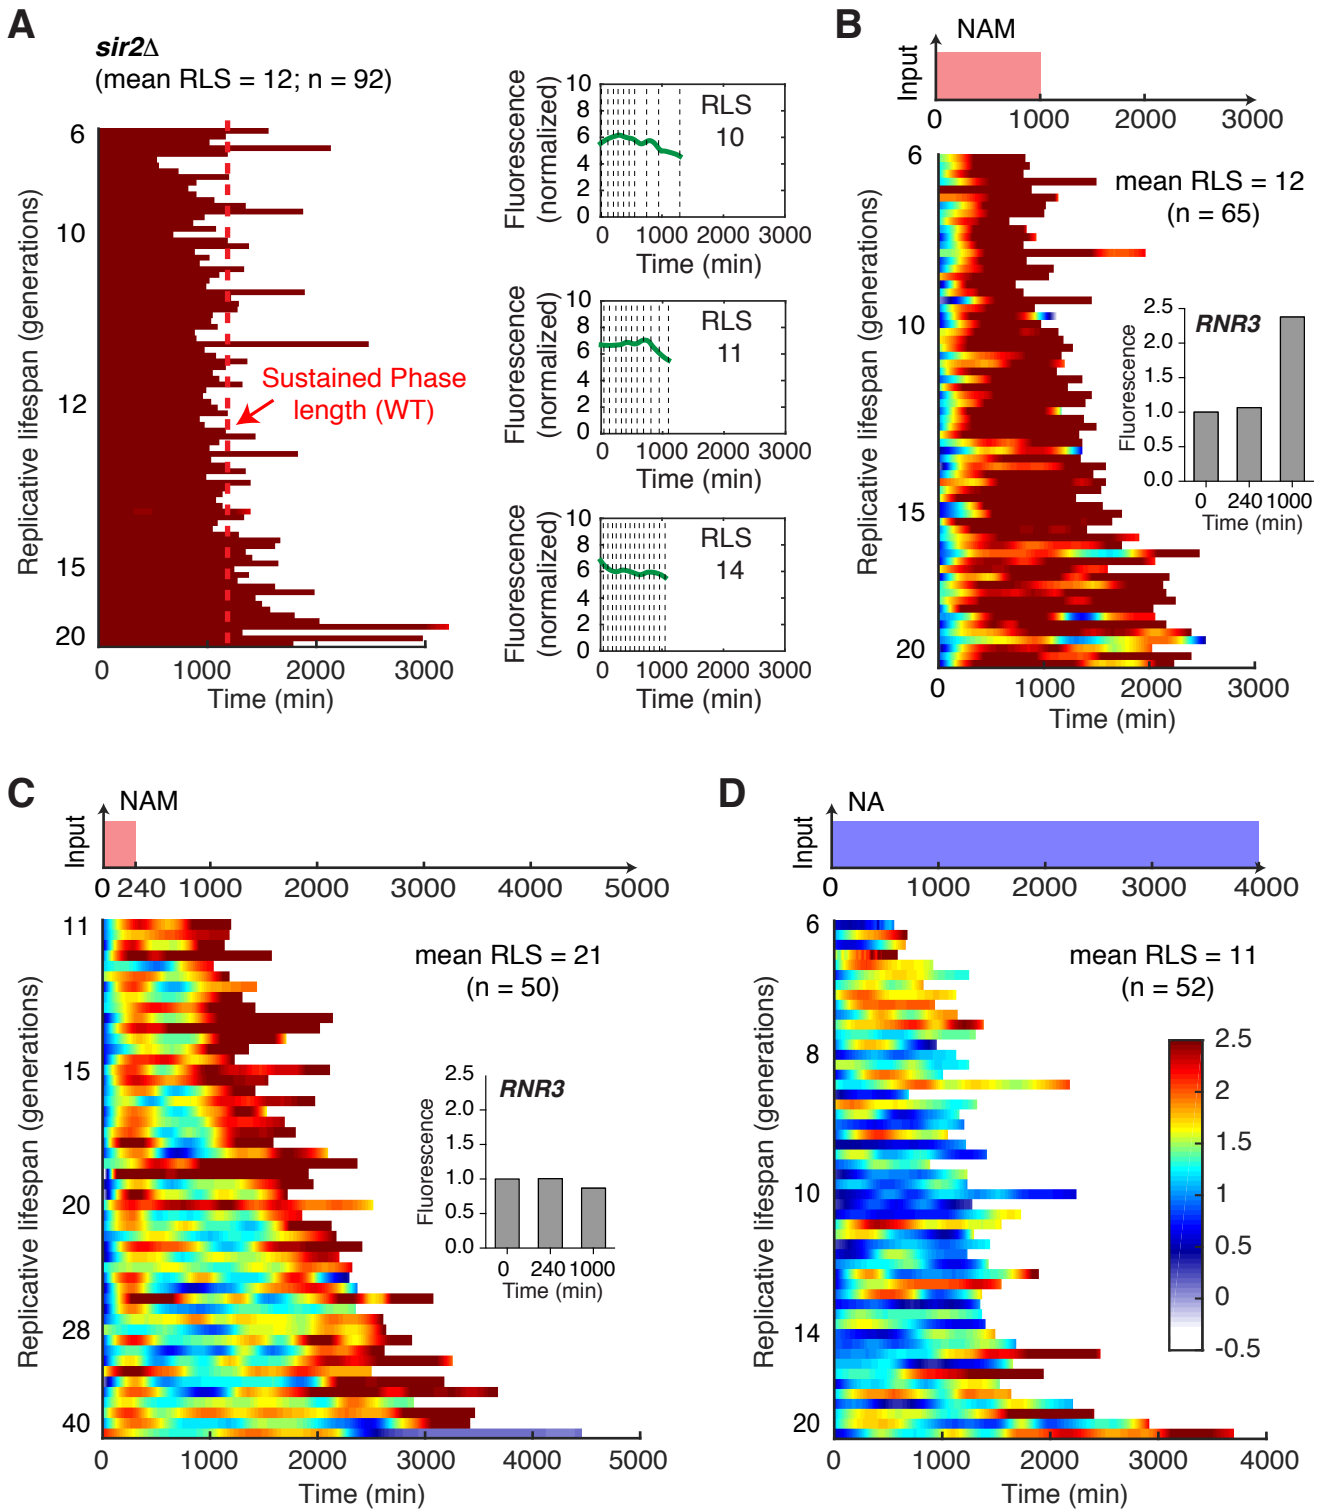 A
sir2Δ
(mean RLS = 12; n = 92)
6
10
12
15
20
Replicative lifespan (generations)
Sustained Phase
length (WT)
0 1000 2000 3000
Time (min)
Fluorescence
(normalized)
10
8
6
4
2
0
RLS
10
0 1000 2000 3000
Time (min)
Fluorescence
(normalized)
10
8
6
4
2
0
RLS
11
0 1000 2000 3000
Time (min)
Fluorescence
(normalized)
10
8
6
4
2
0
RLS
14
0 1000 2000 3000
Time (min)
B
NAM
Input
0 1000 2000 3000
6
10
15
20
Replicative lifespan (generations)
mean RLS = 12
(n = 65)
RNR3
2.5
2.0
1.5
1.0
0.5
0.0
Fluorescence
0 240 1000
Time (min)
0 1000 2000 3000
Time (min)
C
NAM
Input
0 240 1000 2000 3000 4000 5000
11
15
20
28
40
Replicative lifespan (generations)
mean RLS = 21
(n = 50)
RNR3
2.5
2.0
1.5
1.0
0.5
0.0
Fluorescence
0 240 1000
Time (min)
0 1000 2000 3000 4000 5000
Time (min)
D
NA
Input
0 1000 2000 3000 4000
6
8
10
14
20
Replicative lifespan (generations)
mean RLS = 11
(n = 52)
2.5
2
1.5
1
0.5
0
-0.5
0 1000 2000 3000 4000
Time (min)